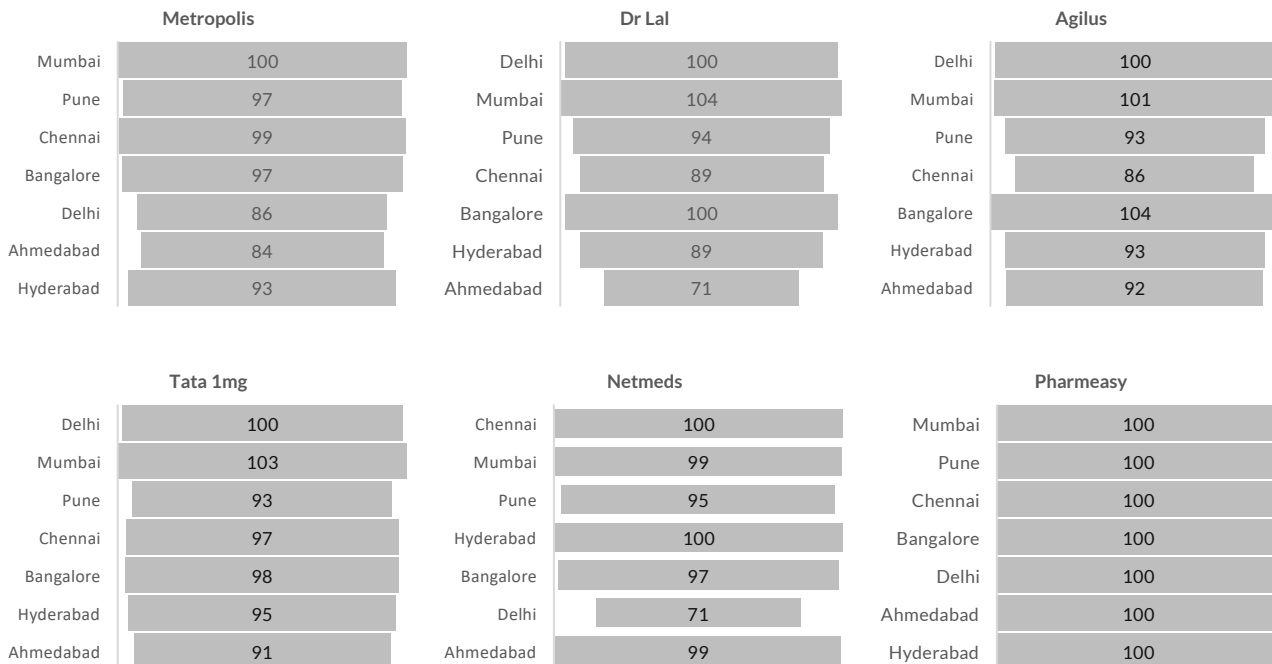 Metropolis
Mumbai 100
Pune 97
Chennai 99
Bangalore 97
Delhi 86
Ahmedabad 84
Hyderabad 93
Dr Lal
Delhi 100
Mumbai 104
Pune 94
Chennai 89
Bangalore 100
Hyderabad 89
Ahmedabad 71
Agilus
Delhi 100
Mumbai 101
Pune 93
Chennai 86
Bangalore 104
Hyderabad 93
Ahmedabad 92
Tata 1mg
Delhi 100
Mumbai 103
Pune 93
Chennai 97
Bangalore 98
Hyderabad 95
Ahmedabad 91
Netmeds
Chennai 100
Mumbai 99
Pune 95
Hyderabad 100
Bangalore 97
Delhi 71
Ahmedabad 99
Pharmeasy
Mumbai 100
Pune 100
Chennai 100
Bangalore 100
Delhi 100
Ahmedabad 100
Hyderabad 100